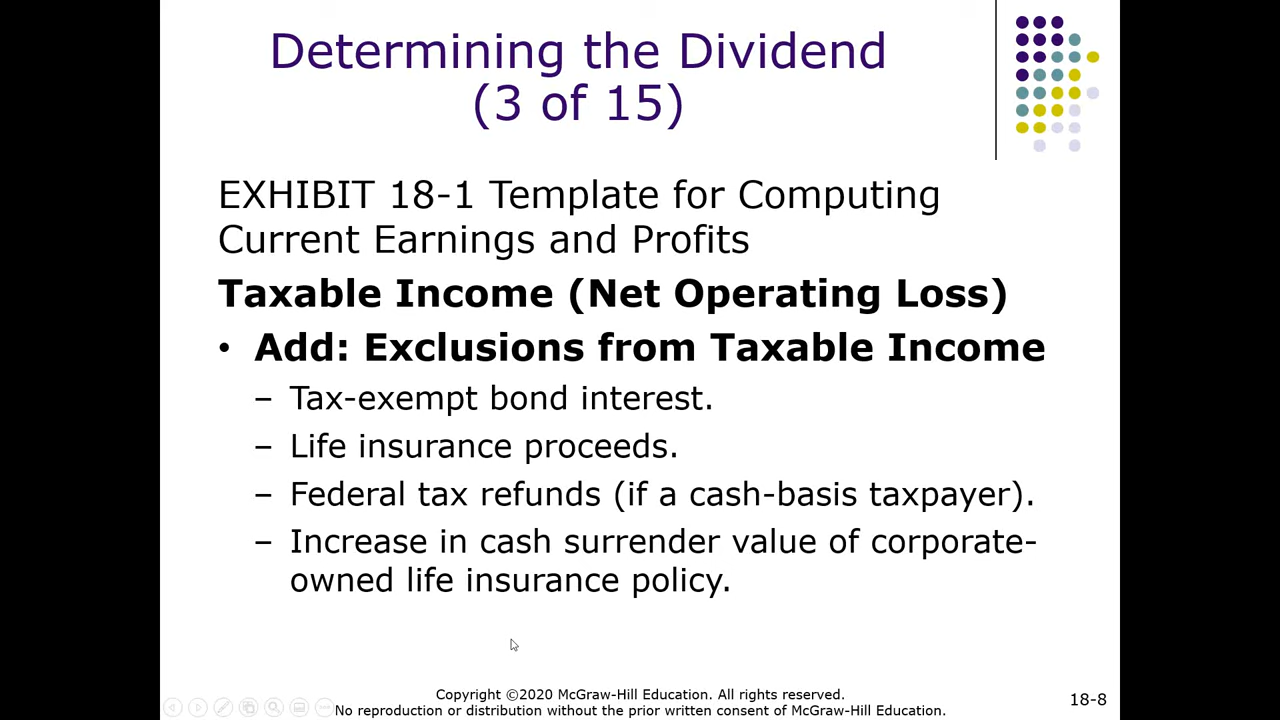 Determining the Dividend
(3 of 15)
EXHIBIT 18-1 Template for Computing
Current Earnings and Profits
Taxable Income (Net Operating Loss)
• Add: Exclusions from Taxable Income
– Tax-exempt bond interest.
– Life insurance proceeds.
– Federal tax refunds (if a cash-basis taxpayer).
– Increase in cash surrender value of corporate-
owned life insurance policy.
Copyright ©2020 McGraw-Hill Education. All rights reserved.
No reproduction or distribution without the prior written consent of McGraw-Hill Education.
18-8